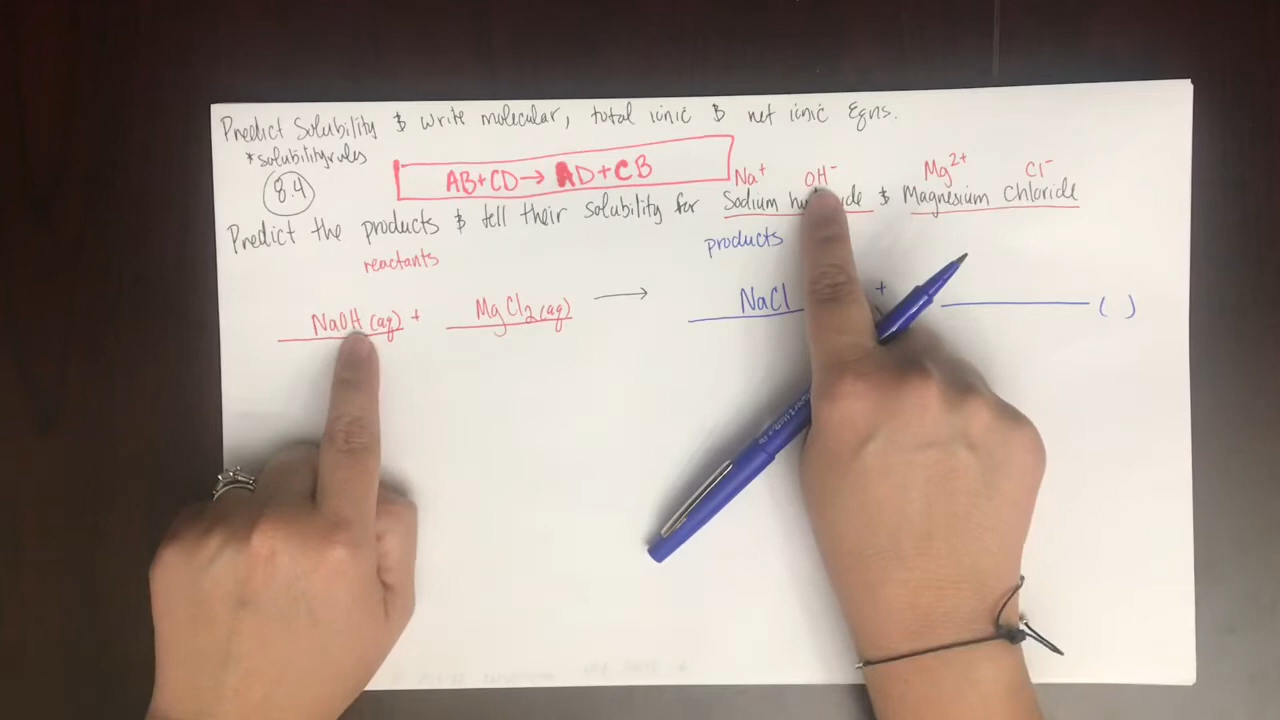 Predict Solubility & write molecular, total ionic & net ionic Eqns.
*solubility rules
8.4
AB+CD→ AD+CB
Na⁺ OH⁻ Mg²⁺ Cl⁻
Predict the products & tell their solubility for Sodium & Magnesium Chloride
reactants products
NaOH (aq) + MgCl₂ (aq) → NaCl + ( )